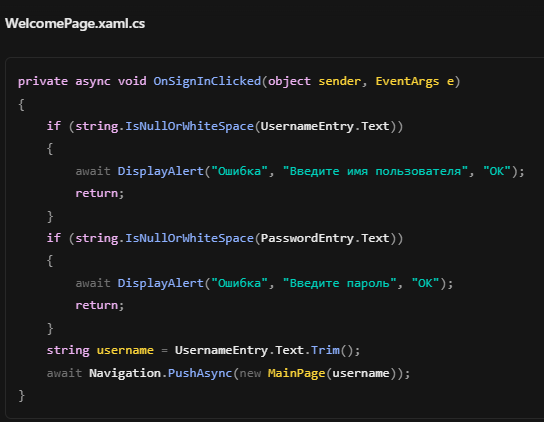 WelcomePage.xaml.cs
private async void OnSignInClicked(object sender, EventArgs e)
{
    if (string.IsNullOrWhiteSpace(UsernameEntry.Text))
    {
        await DisplayAlert("Ошибка", "Введите имя пользователя", "OK");
        return;
    }
    if (string.IsNullOrWhiteSpace(PasswordEntry.Text))
    {
        await DisplayAlert("Ошибка", "Введите пароль", "OK");
        return;
    }
    string username = UsernameEntry.Text.Trim();
    await Navigation.PushAsync(new MainPage(username));
}